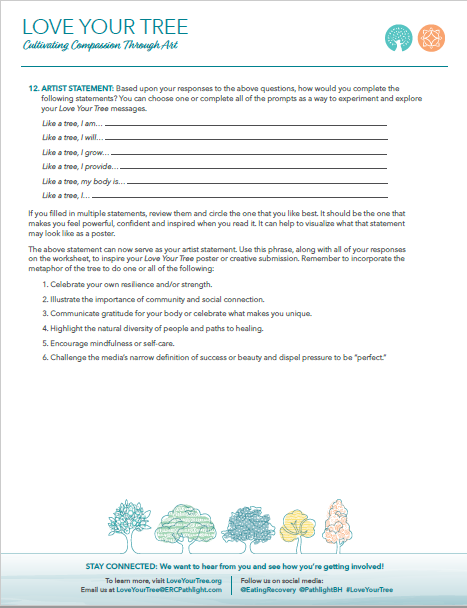 LOVE YOUR TREE
Cultivating Compassion Through Art
12. ARTIST STATEMENT: Based upon your responses to the above questions, how would you complete the
following statements? You can choose one or complete all of the prompts as a way to experiment and explore
your Love Your Tree messages.
Like a tree, I am…
Like a tree, I will…
Like a tree, I grow…
Like a tree, I provide…
Like a tree, my body is…
Like a tree, I…
If you filled in multiple statements, review them and circle the one that you like best. It should be the one that
makes you feel powerful, confident and inspired when you read it. It can help to visualize what that statement
may look like as a poster.
The above statement can now serve as your artist statement. Use this phrase, along with all of your responses
on the worksheet, to inspire your Love Your Tree poster or creative submission. Remember to incorporate the
metaphor of the tree to do one or all of the following:
1. Celebrate your own resilience and/or strength.
2. Illustrate the importance of community and social connection.
3. Communicate gratitude for your body or celebrate what makes you unique.
4. Highlight the natural diversity of people and paths to healing.
5. Encourage mindfulness or self-care.
6. Challenge the media's narrow definition of success or beauty and dispel pressure to be "perfect."
STAY CONNECTED: We want to hear from you and see how you're getting involved!
To learn more, visit LoveYourTree.org
Email us at LoveYourTree@ERCPathlight.com
Follow us on social media:
@EatingRecovery @PathlightBH #LoveYourTree